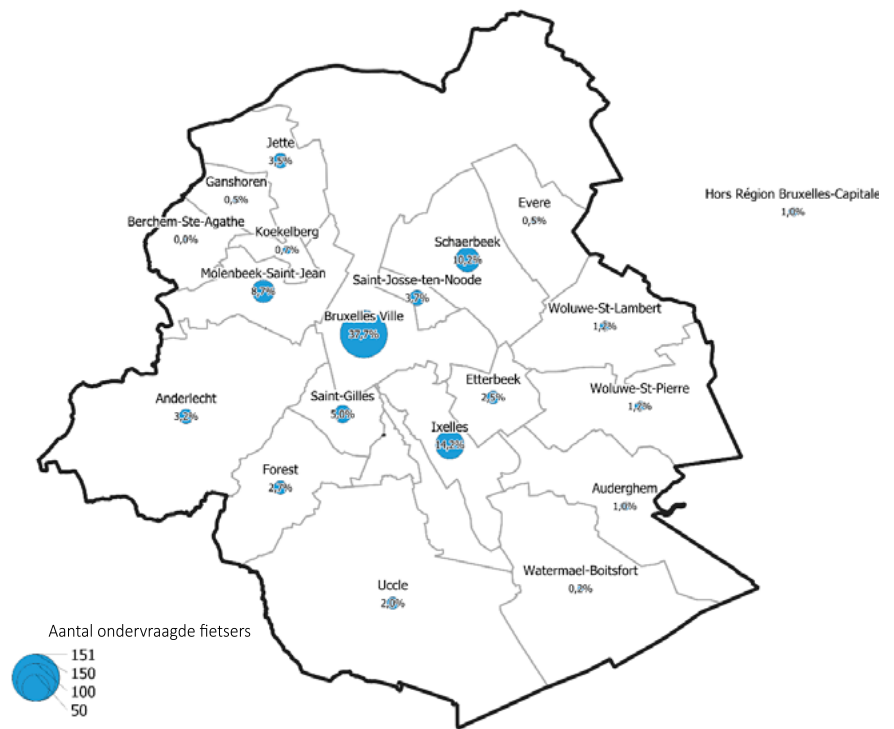 Jette
3,5%
Ganshoren
0,5%
Evere
0,5%
Hors Région Bruxelles-Capitale
1,0%
Berchem-Ste-Agathe
0,0%
Koekelberg
Schaerbeek
10,2%
Molenbeek-Saint-Jean
8,7%
Saint-Josse-ten-Noode
3,7%
Bruxelles Ville
37,7%
Woluwe-St-Lambert
Etterbeek
2,5%
Woluwe-St-Pierre
Anderlecht
3,2%
Saint-Gilles
5,0%
Ixelles
14,2%
Forest
2,7%
Auderghem
1,0%
Watermael-Boitsfort
0,2%
Uccle
2,0%
Aantal ondervraagde fietsers
151
150
100
50